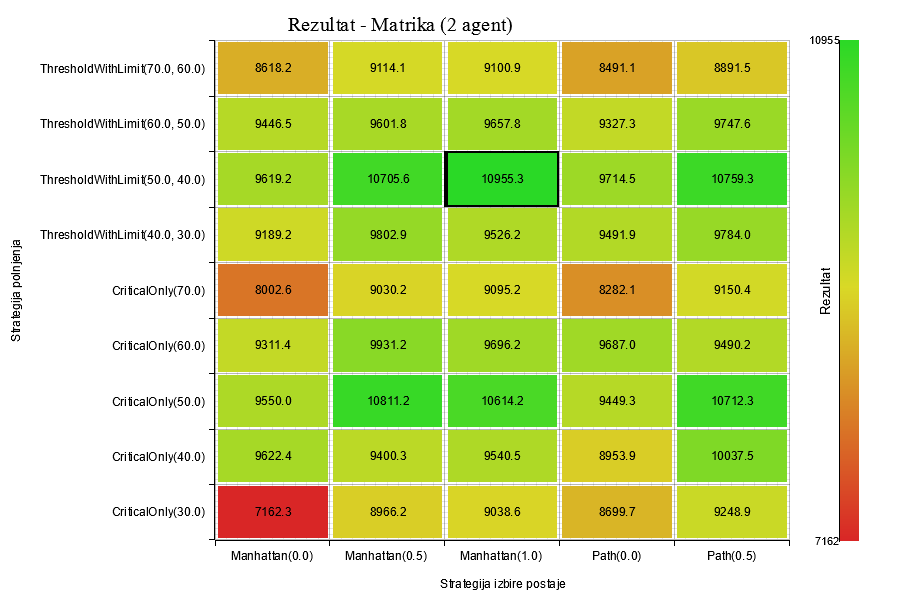 Rezultat - Matrika (2 agent)
10955
ThresholdWithLimit(70.0, 60.0) 8618.2 9114.1 9100.9 8491.1 8891.5
ThresholdWithLimit(60.0, 50.0) 9446.5 9601.8 9657.8 9327.3 9747.6
ThresholdWithLimit(50.0, 40.0) 9619.2 10705.6 10955.3 9714.5 10759.3
ThresholdWithLimit(40.0, 30.0) 9189.2 9802.9 9526.2 9491.9 9784.0
CriticalOnly(70.0) 8002.6 9030.2 9095.2 8282.1 9150.4
CriticalOnly(60.0) 9311.4 9931.2 9696.2 9687.0 9490.2
CriticalOnly(50.0) 9550.0 10811.2 10614.2 9449.3 10712.3
CriticalOnly(40.0) 9622.4 9400.3 9540.5 8953.9 10037.5
CriticalOnly(30.0) 7162.3 8966.2 9038.6 8699.7 9248.9
Strategija polnjenja
Rezultat
7162
Manhattan(0.0) Manhattan(0.5) Manhattan(1.0) Path(0.0) Path(0.5)
Strategija izbire postaje